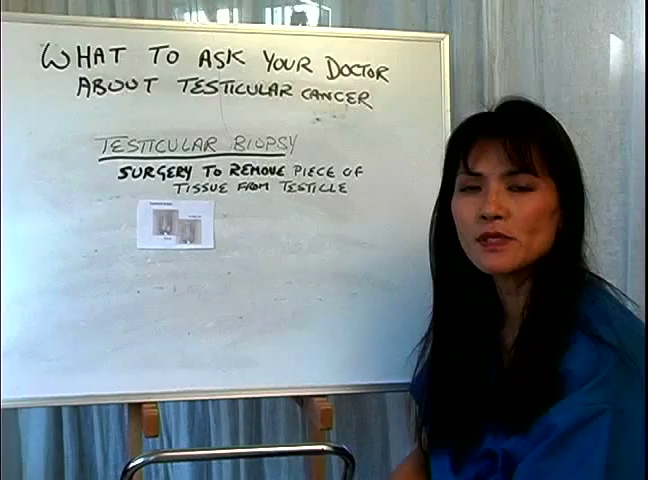 WHAT TO ASK YOUR DOCTOR
ABOUT TESTICULAR CANCER
TESTICULAR BIOPSY
SURGERY TO REMOVE PIECE OF
TISSUE FROM TESTICLE